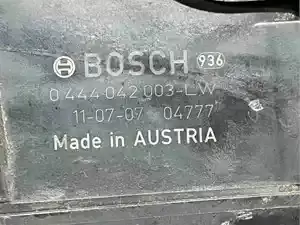 BOSCH 936
0 444 042 003-LW
11-07-07 04777
Made in AUSTRIA